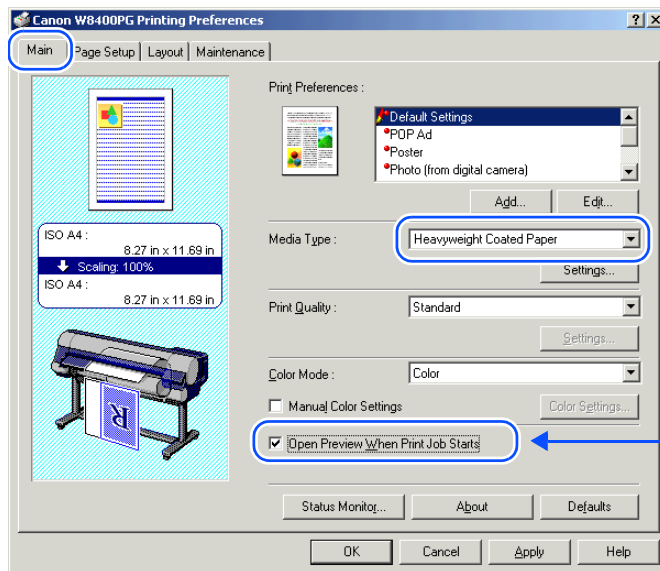 Canon W8400PG Printing Preferences
Main Page Setup Layout Maintenance
Print Preferences :
Default Settings
POP Ad
Poster
Photo (from digital camera)
Add... Edit...
ISO A4 :
8.27 in x 11.69 in
Scaling: 100%
ISO A4 :
8.27 in x 11.69 in
Media Type : Heavyweight Coated Paper
Settings...
Print Quality : Standard
Settings...
Color Mode : Color
Manual Color Settings Color Settings...
Open Preview When Print Job Starts
R
Status Monitor... About Defaults
OK Cancel Apply Help